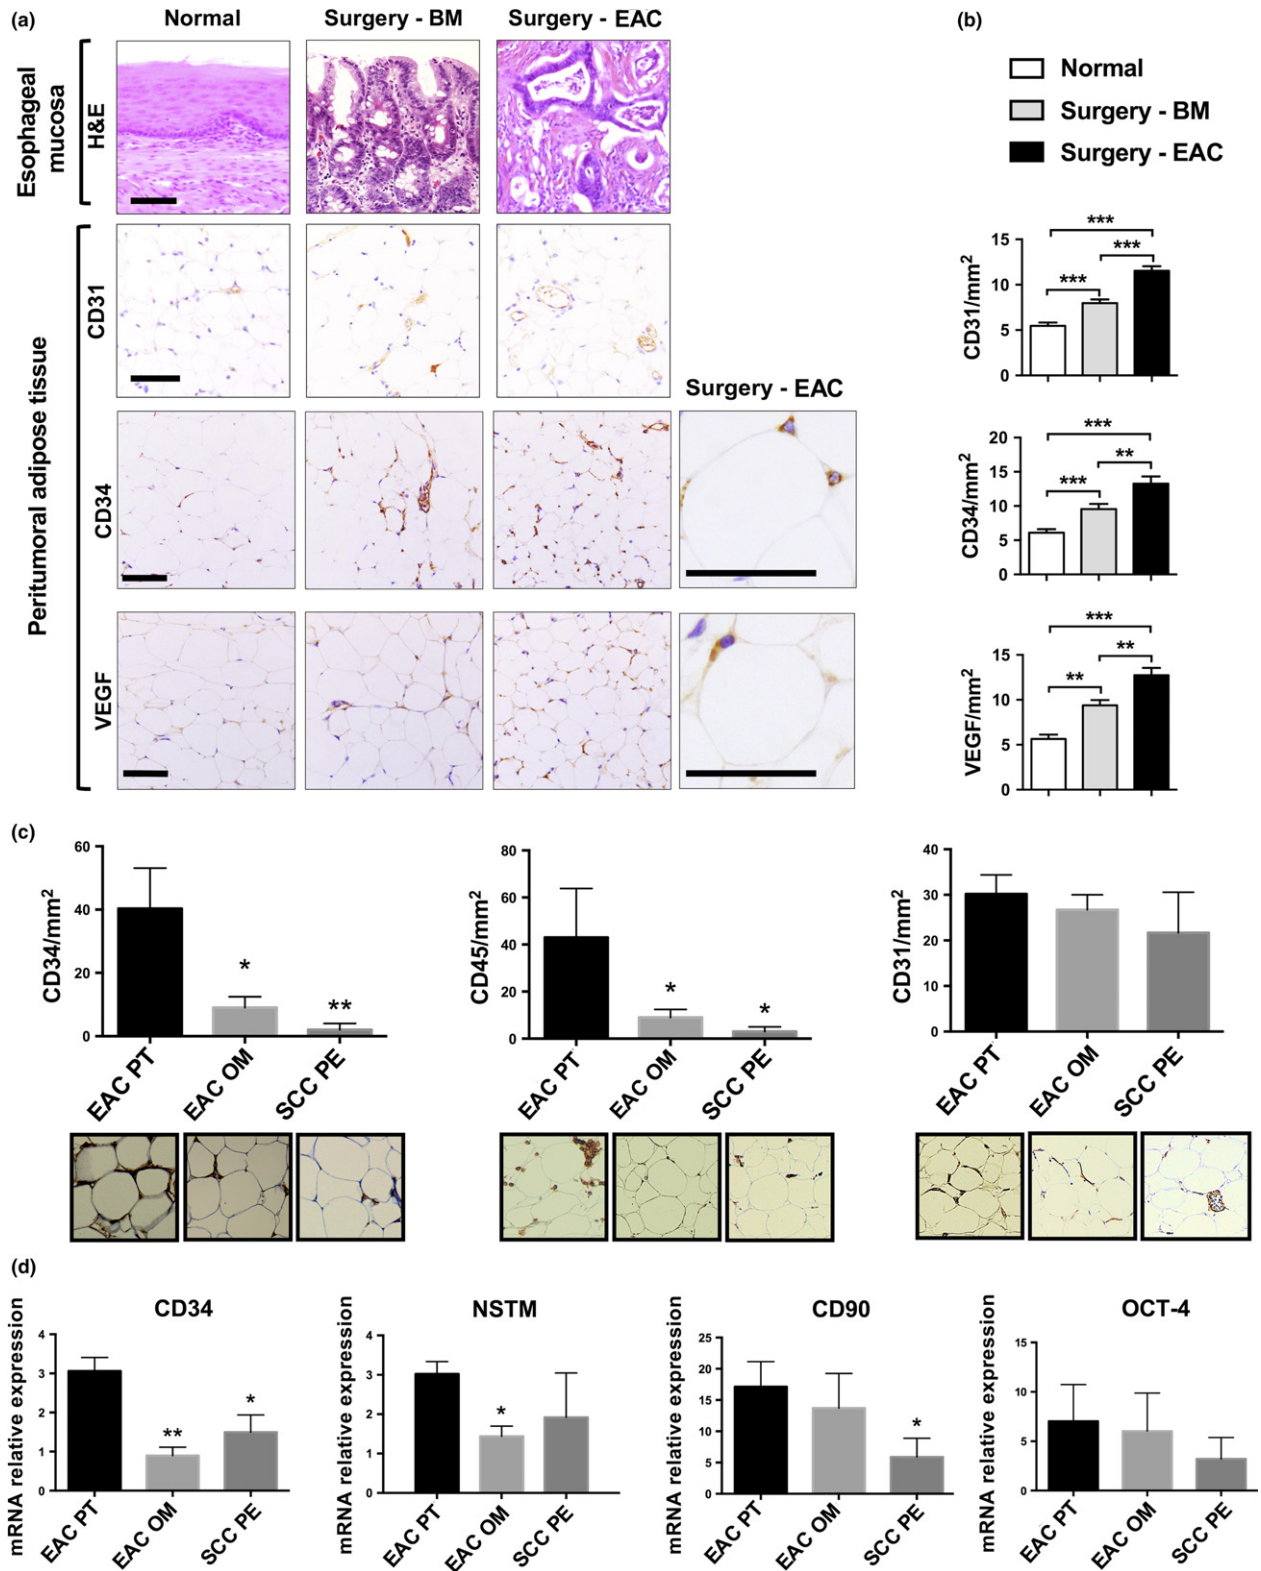 (a)
Normal
Surgery - BM
Surgery - EAC
Esophageal
mucosa
H&E
Peritumoral adipose tissue
CD31
CD34
VEGF
Surgery - EAC
(b)
Normal
Surgery - BM
Surgery - EAC
CD31/mm²
15
10
5
0
***
***
***
CD34/mm²
20
15
10
5
0
***
***
**
VEGF/mm²
15
10
5
0
***
**
**
(c)
CD34/mm²
60
40
20
0
*
**
EAC PT
EAC OM
SCC PE
CD45/mm²
80
60
40
20
0
*
*
EAC PT
EAC OM
SCC PE
CD31/mm²
40
30
20
10
0
EAC PT
EAC OM
SCC PE
(d)
CD34
mRNA relative expression
4
3
2
1
0
**
*
EAC PT
EAC OM
SCC PE
NSTM
mRNA relative expression
4
3
2
1
0
*
EAC PT
EAC OM
SCC PE
CD90
mRNA relative expression
25
20
15
10
5
0
*
EAC PT
EAC OM
SCC PE
OCT-4
mRNA relative expression
15
10
5
0
EAC PT
EAC OM
SCC PE